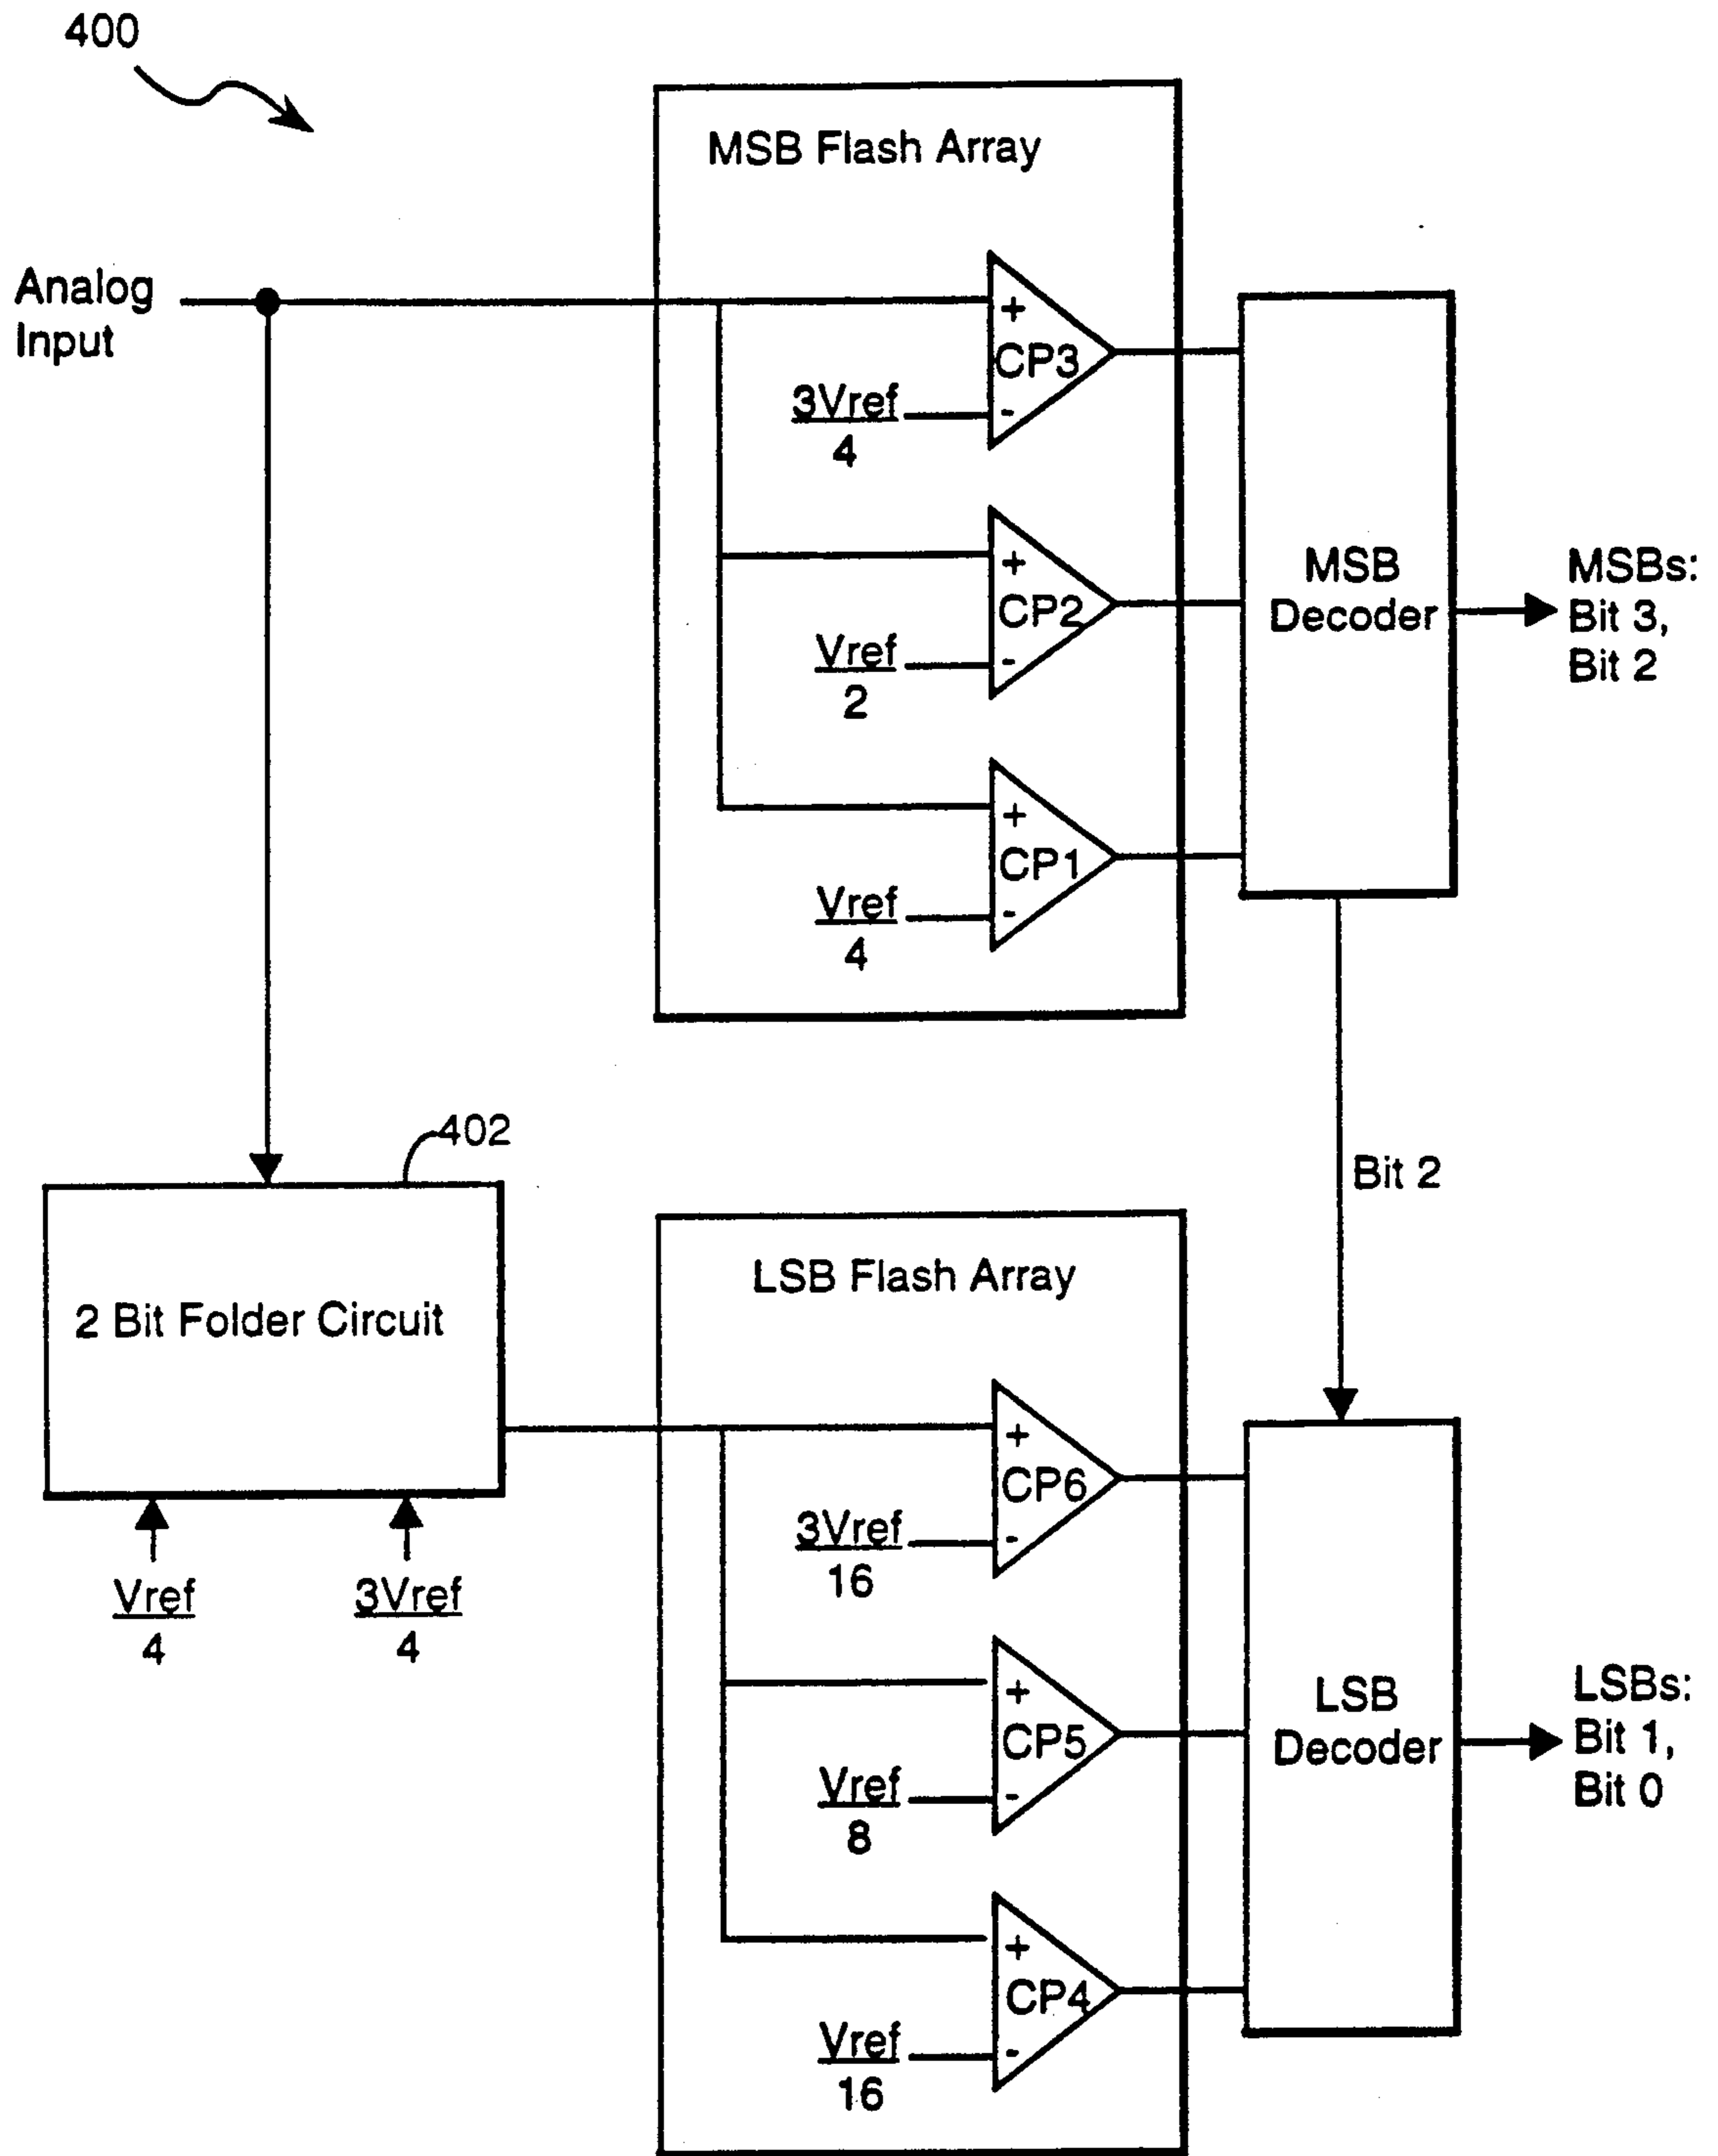 400
MSB Flash Array
Analog
Input
+
CP3
-
3Vref
4
+
CP2
-
Vref
2
+
CP1
-
Vref
4
MSB
Decoder
MSBs:
Bit 3,
Bit 2
Bit 2
402
2 Bit Folder Circuit
Vref
4
3Vref
4
LSB Flash Array
+
CP6
-
3Vref
16
+
CP5
-
Vref
8
+
CP4
-
Vref
16
LSB
Decoder
LSBs:
Bit 1,
Bit 0